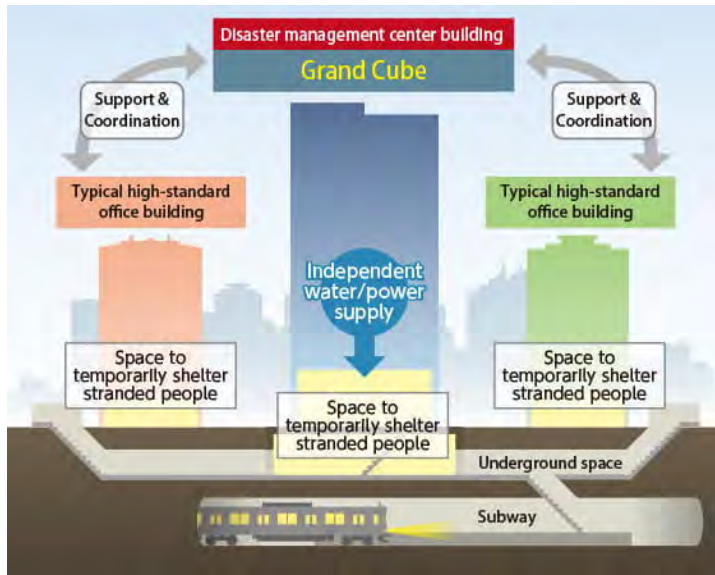 Disaster management center building
Grand Cube
Support &
Coordination
Support &
Coordination
Typical high-standard
office building
Typical high-standard
office building
Independent
water/power
supply
Space to
temporarily shelter
stranded people
Space to
temporarily shelter
stranded people
Space to
temporarily shelter
stranded people
Underground space
Subway